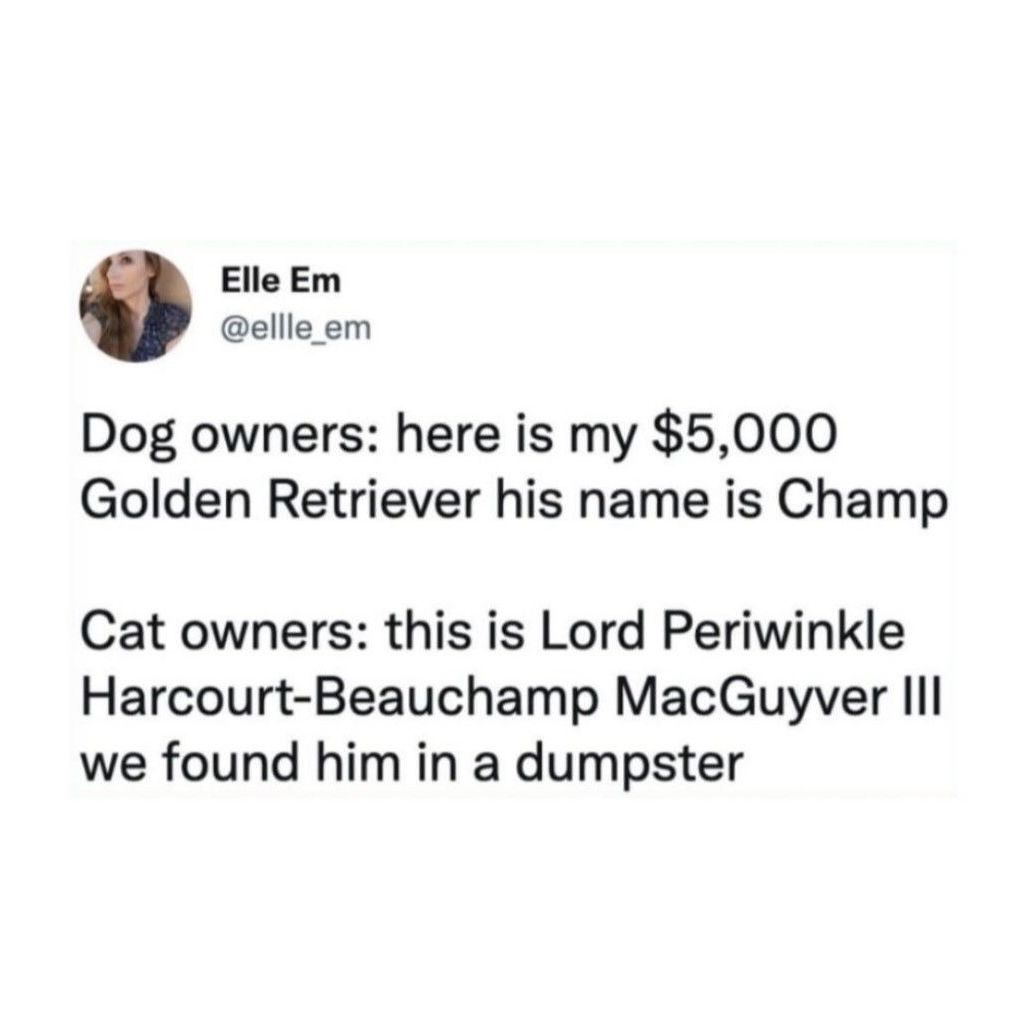 Elle Em
@ellle_em
Dog owners: here is my $5,000
Golden Retriever his name is Champ
Cat owners: this is Lord Periwinkle
Harcourt-Beauchamp MacGuyver III
we found him in a dumpster